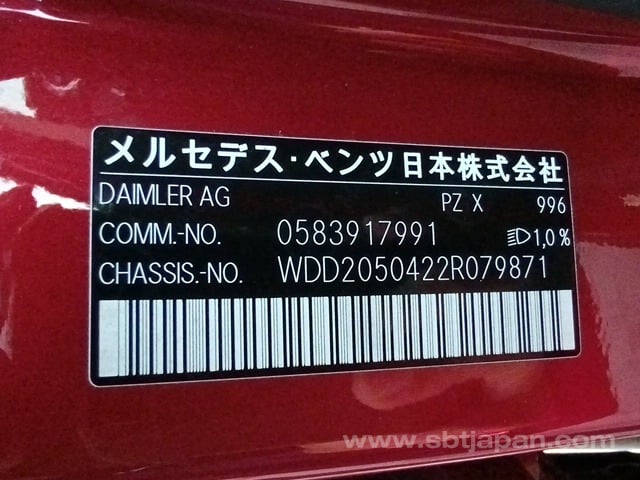 メルセデス・ベンツ日本株式会社
DAIMLER AG PZ X 996
COMM.-NO. 0583917991 1,0%
CHASSIS.-NO. WDD2050422R079871
www.sbtjapan.com